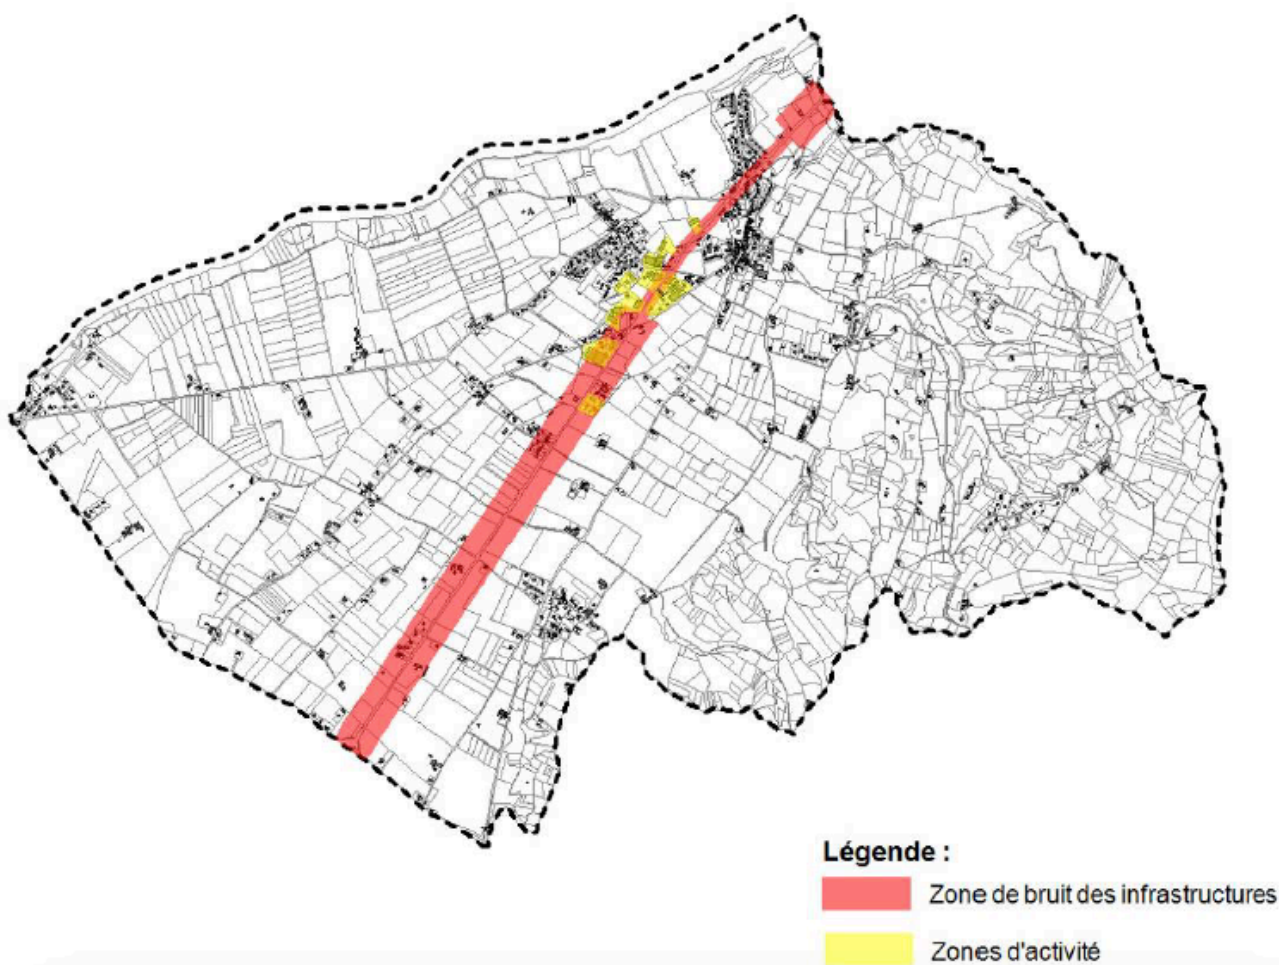 Légende :
Zone de bruit des infrastructures
Zones d'activité